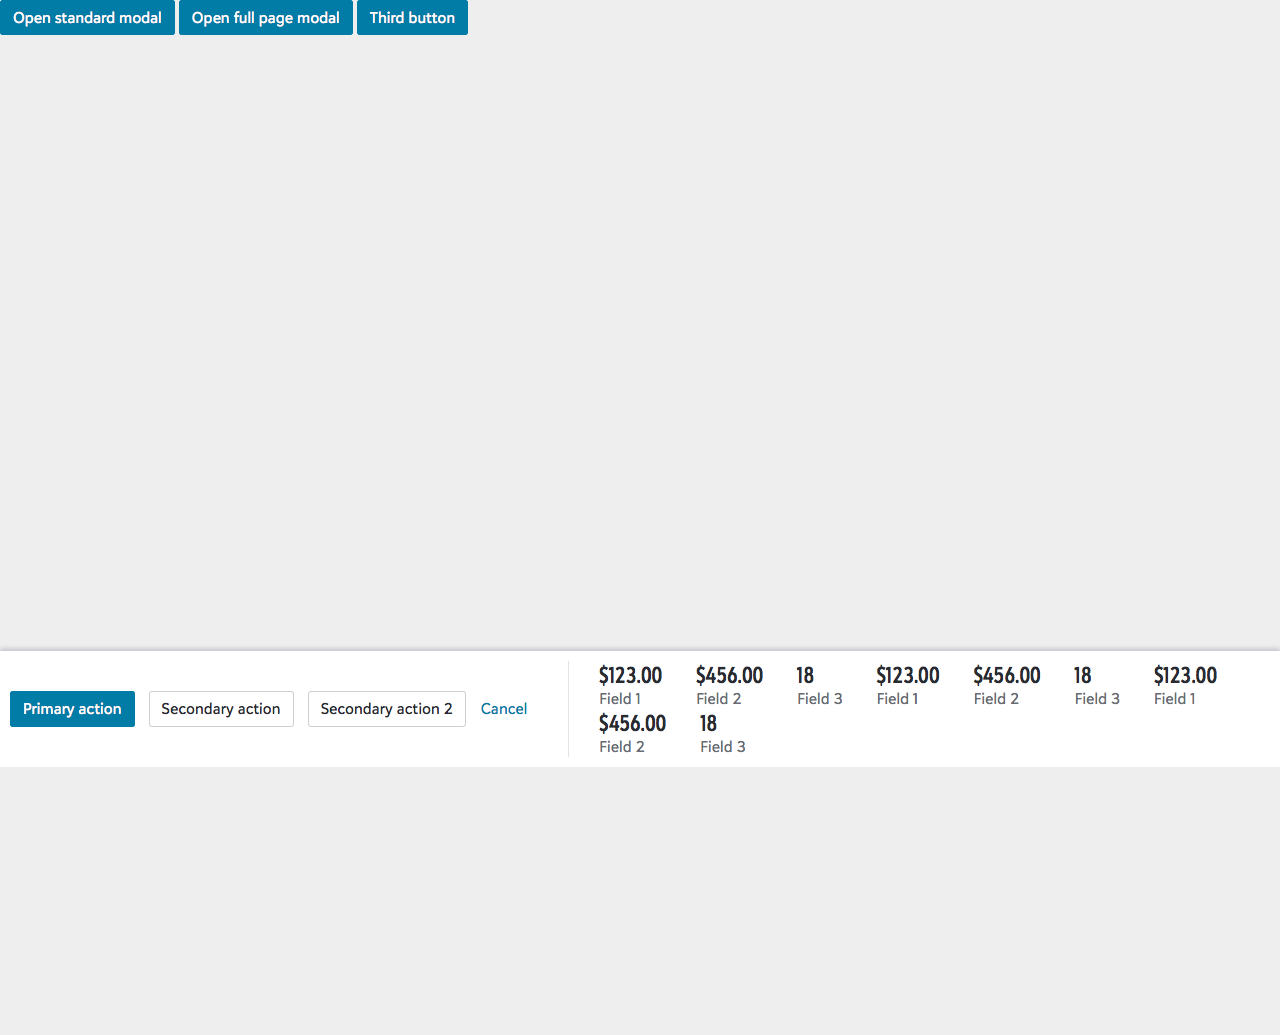 Open standard modal Open full page modal Third button
$123.00 $456.00 18 $123.00 $456.00 18 $123.00
Field 1 Field 2 Field 3 Field 1 Field 2 Field 3 Field 1
Primary action Secondary action Secondary action 2 Cancel
$456.00 18
Field 2 Field 3